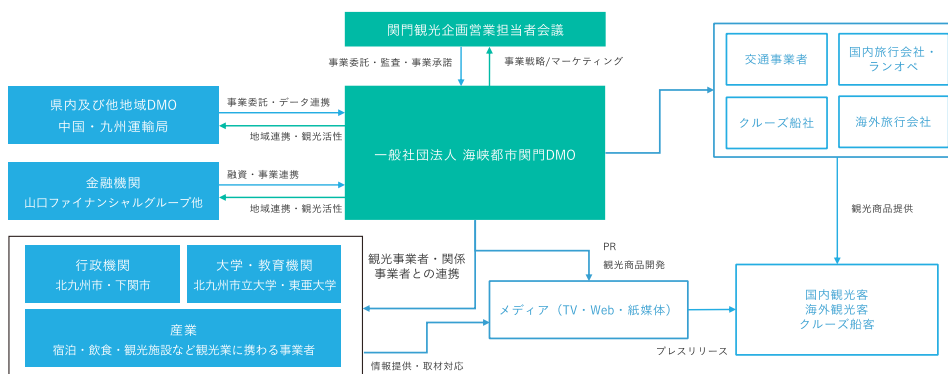 関門観光企画営業担当者会議
事業委託・監査・事業承諾
事業戦略/マーケティング
県内及び他地域DMO
中国・九州運輸局
事業委託・データ連携
地域連携・観光活性
一般社団法人 海峡都市関門DMO
金融機関
山口ファイナンシャルグループ他
融資・事業連携
地域連携・観光活性
交通事業者
国内旅行会社・
ランオペ
クルーズ船社
海外旅行会社
観光商品提供
行政機関
北九州市・下関市
大学・教育機関
北九州市立大学・東亜大学
産業
宿泊・飲食・観光施設など観光業に携わる事業者
観光事業者・関係
事業者との連携
PR
観光商品開発
メディア（TV・Web・紙媒体）
情報提供・取材対応
プレスリリース
国内観光客
海外観光客
クルーズ船客